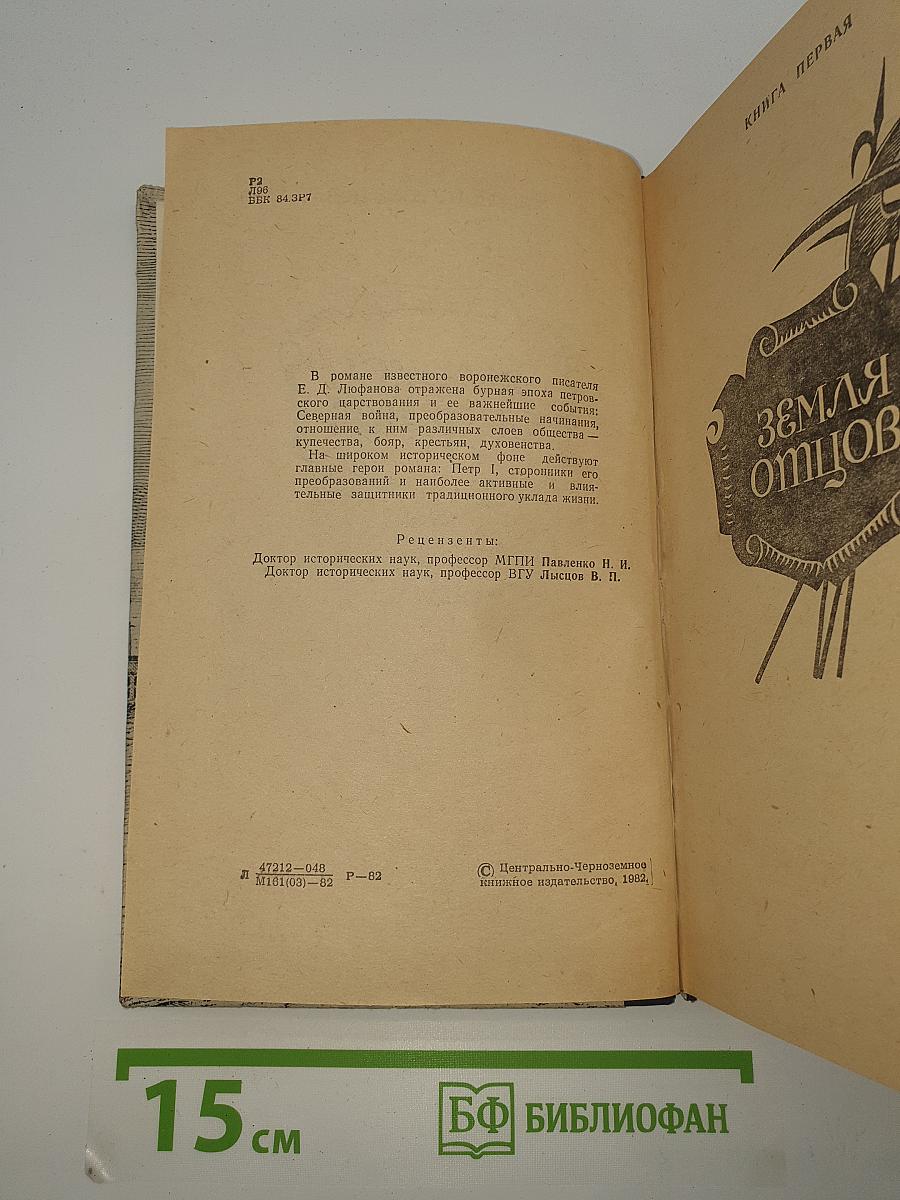 Р2
Л96
ББК 84.3Р7
В романе известного воронежского писателя
Е. Д. Люфанова отражена бурная эпоха петров-
ского царствования и ее важнейшие события:
Северная война, преобразовательные начинания,
отношение к ним различных слоев общества —
купечества, бояр, крестьян, духовенства.
На широком историческом фоне действуют
главные герои романа: Петр I, сторонники его
преобразований и наиболее активные и влия-
тельные защитники традиционного уклада жизни.
Рецензенты:
Доктор исторических наук, профессор МГПИ Павленко Н. И.
Доктор исторических наук, профессор ВГУ Лысцов В. П.
Л 47212—048
М161(03)—82 Р—82
© Центрально-Черноземное
книжное издательство, 1982.
КНИГА ПЕРВАЯ
ЗЕМЛЯ
ОТЦОВ
15 см
БФ БИБЛИОФАН